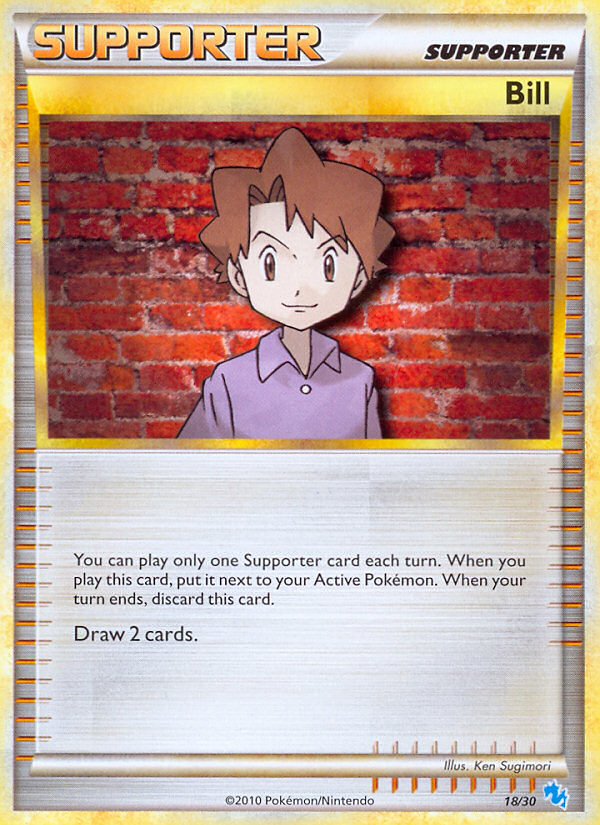 SUPPORTER
SUPPORTER
Bill
You can play only one Supporter card each turn. When you
play this card, put it next to your Active Pokémon. When your
turn ends, discard this card.
Draw 2 cards.
Illus. Ken Sugimori
©2010 Pokémon/Nintendo
18/30